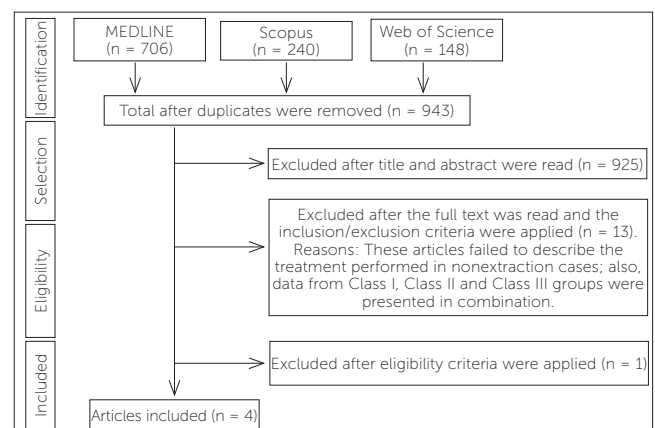 Identification
MEDLINE
(n = 706)
Scopus
(n = 240)
Web of Science
(n = 148)
Total after duplicates were removed (n = 943)
Selection
Excluded after title and abstract were read (n = 925)
Eligibility
Excluded after the full text was read and the
inclusion/exclusion criteria were applied (n = 13).
Reasons: These articles failed to describe the
treatment performed in nonextraction cases; also,
data from Class I, Class II and Class III groups were
presented in combination.
Included
Excluded after eligibility criteria were applied (n = 1)
Articles included (n = 4)